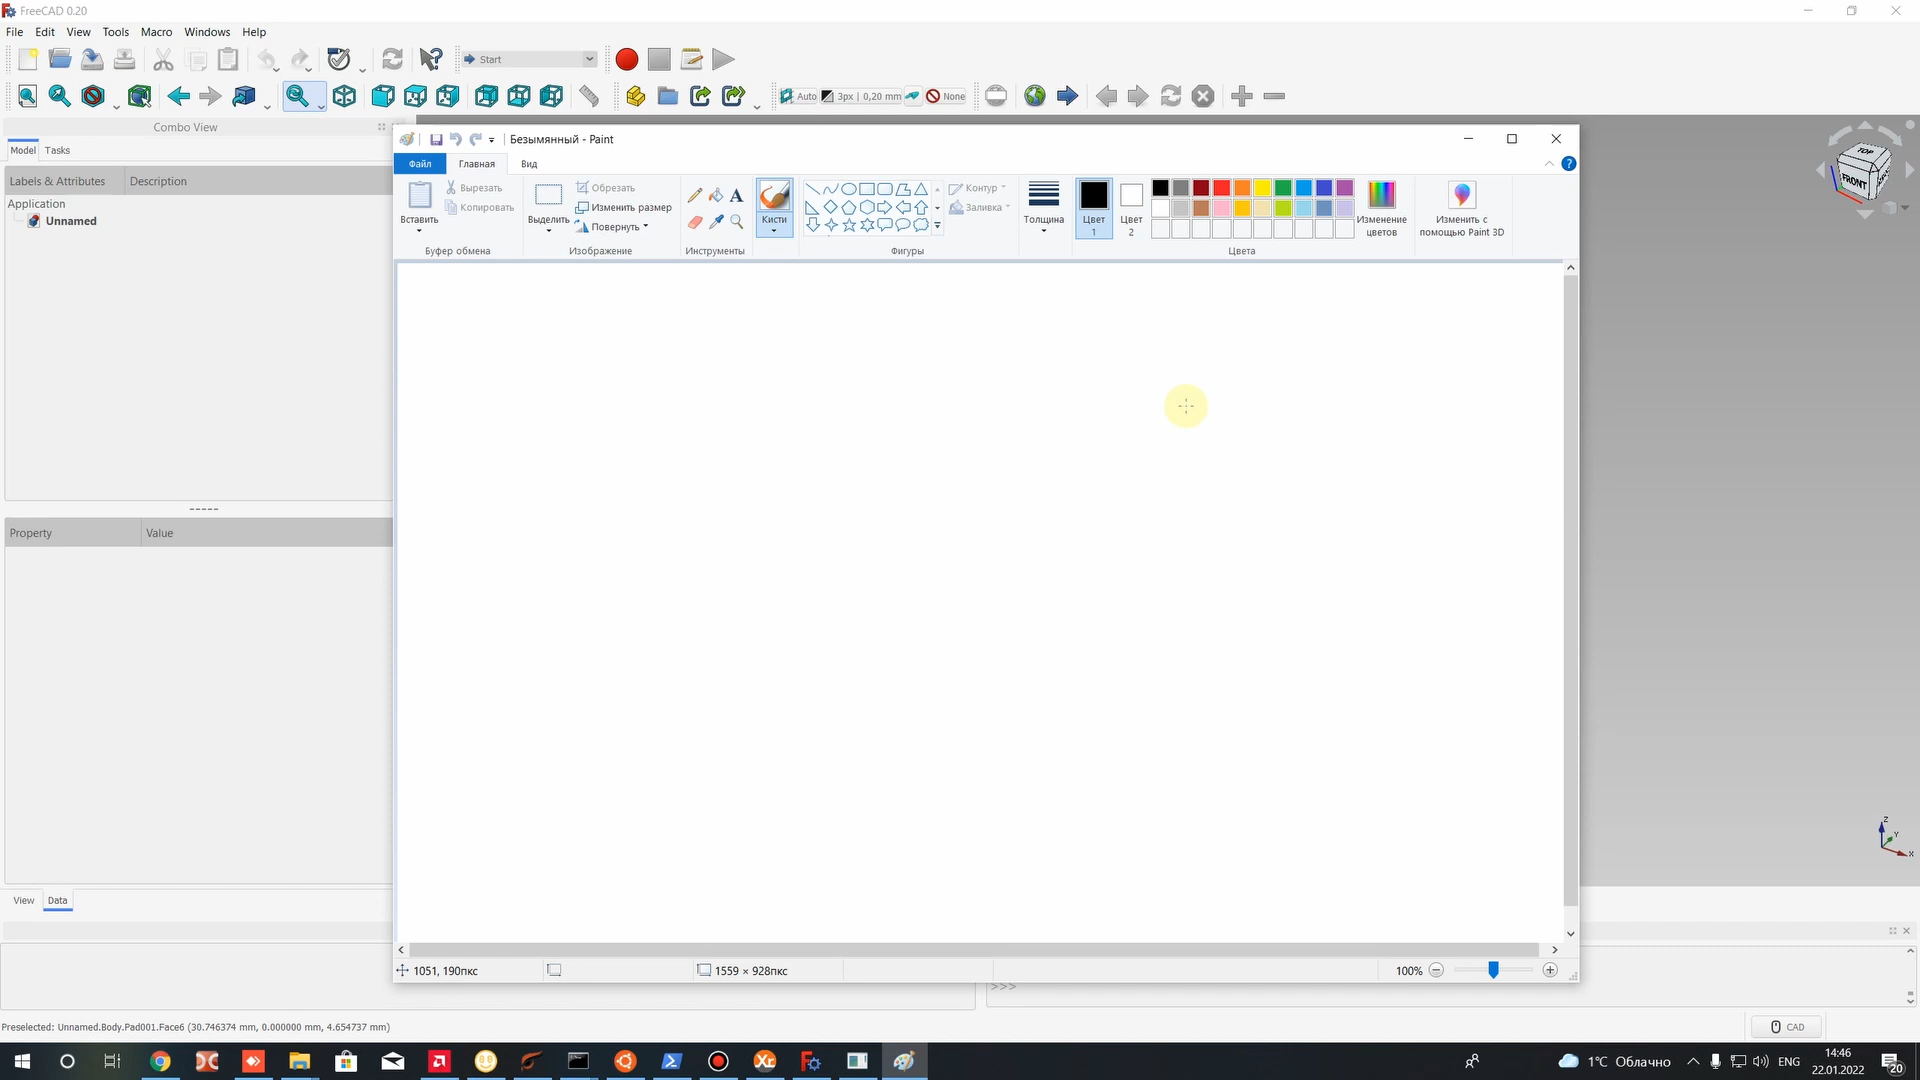 FreeCAD 0.20
File Edit View Tools Macro Windows Help
Start
Auto 3px | 0,20 mm None
Combo View
Model Tasks
Labels & Attributes Description
Application
Unnamed
Property Value
View Data
Безымянный - Paint
Файл Главная Вид
Вставить
Вырезать
Копировать
Буфер обмена
Выделить
Обрезать
Изменить размер
Повернуть
Изображение
Инструменты
Кисти
Контур
Заливка
Фигуры
Толщина
Цвет 1
Цвет 2
Изменение цветов
Цвета
Изменить с помощью Paint 3D
TOP
FRONT
Z
Y
X
1051, 190пкс
1559 × 928пкс
100%
>>>
Preselected: Unnamed.Body.Pad001.Face6 (30.746374 mm, 0.000000 mm, 4.654737 mm)
CAD
1°C Облачно
ENG
14:46
22.01.2022
20